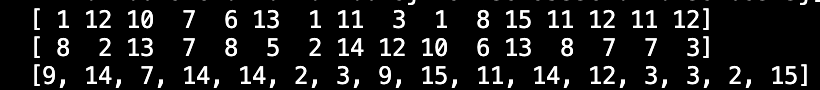 [ 1 12 10  7  6 13  1 11  3  1  8 15 11 12 11 12]
[ 8  2 13  7  8  5  2 14 12 10  6 13  8  7  7  3]
[9, 14, 7, 14, 14, 2, 3, 9, 15, 11, 14, 12, 3, 3, 2, 15]